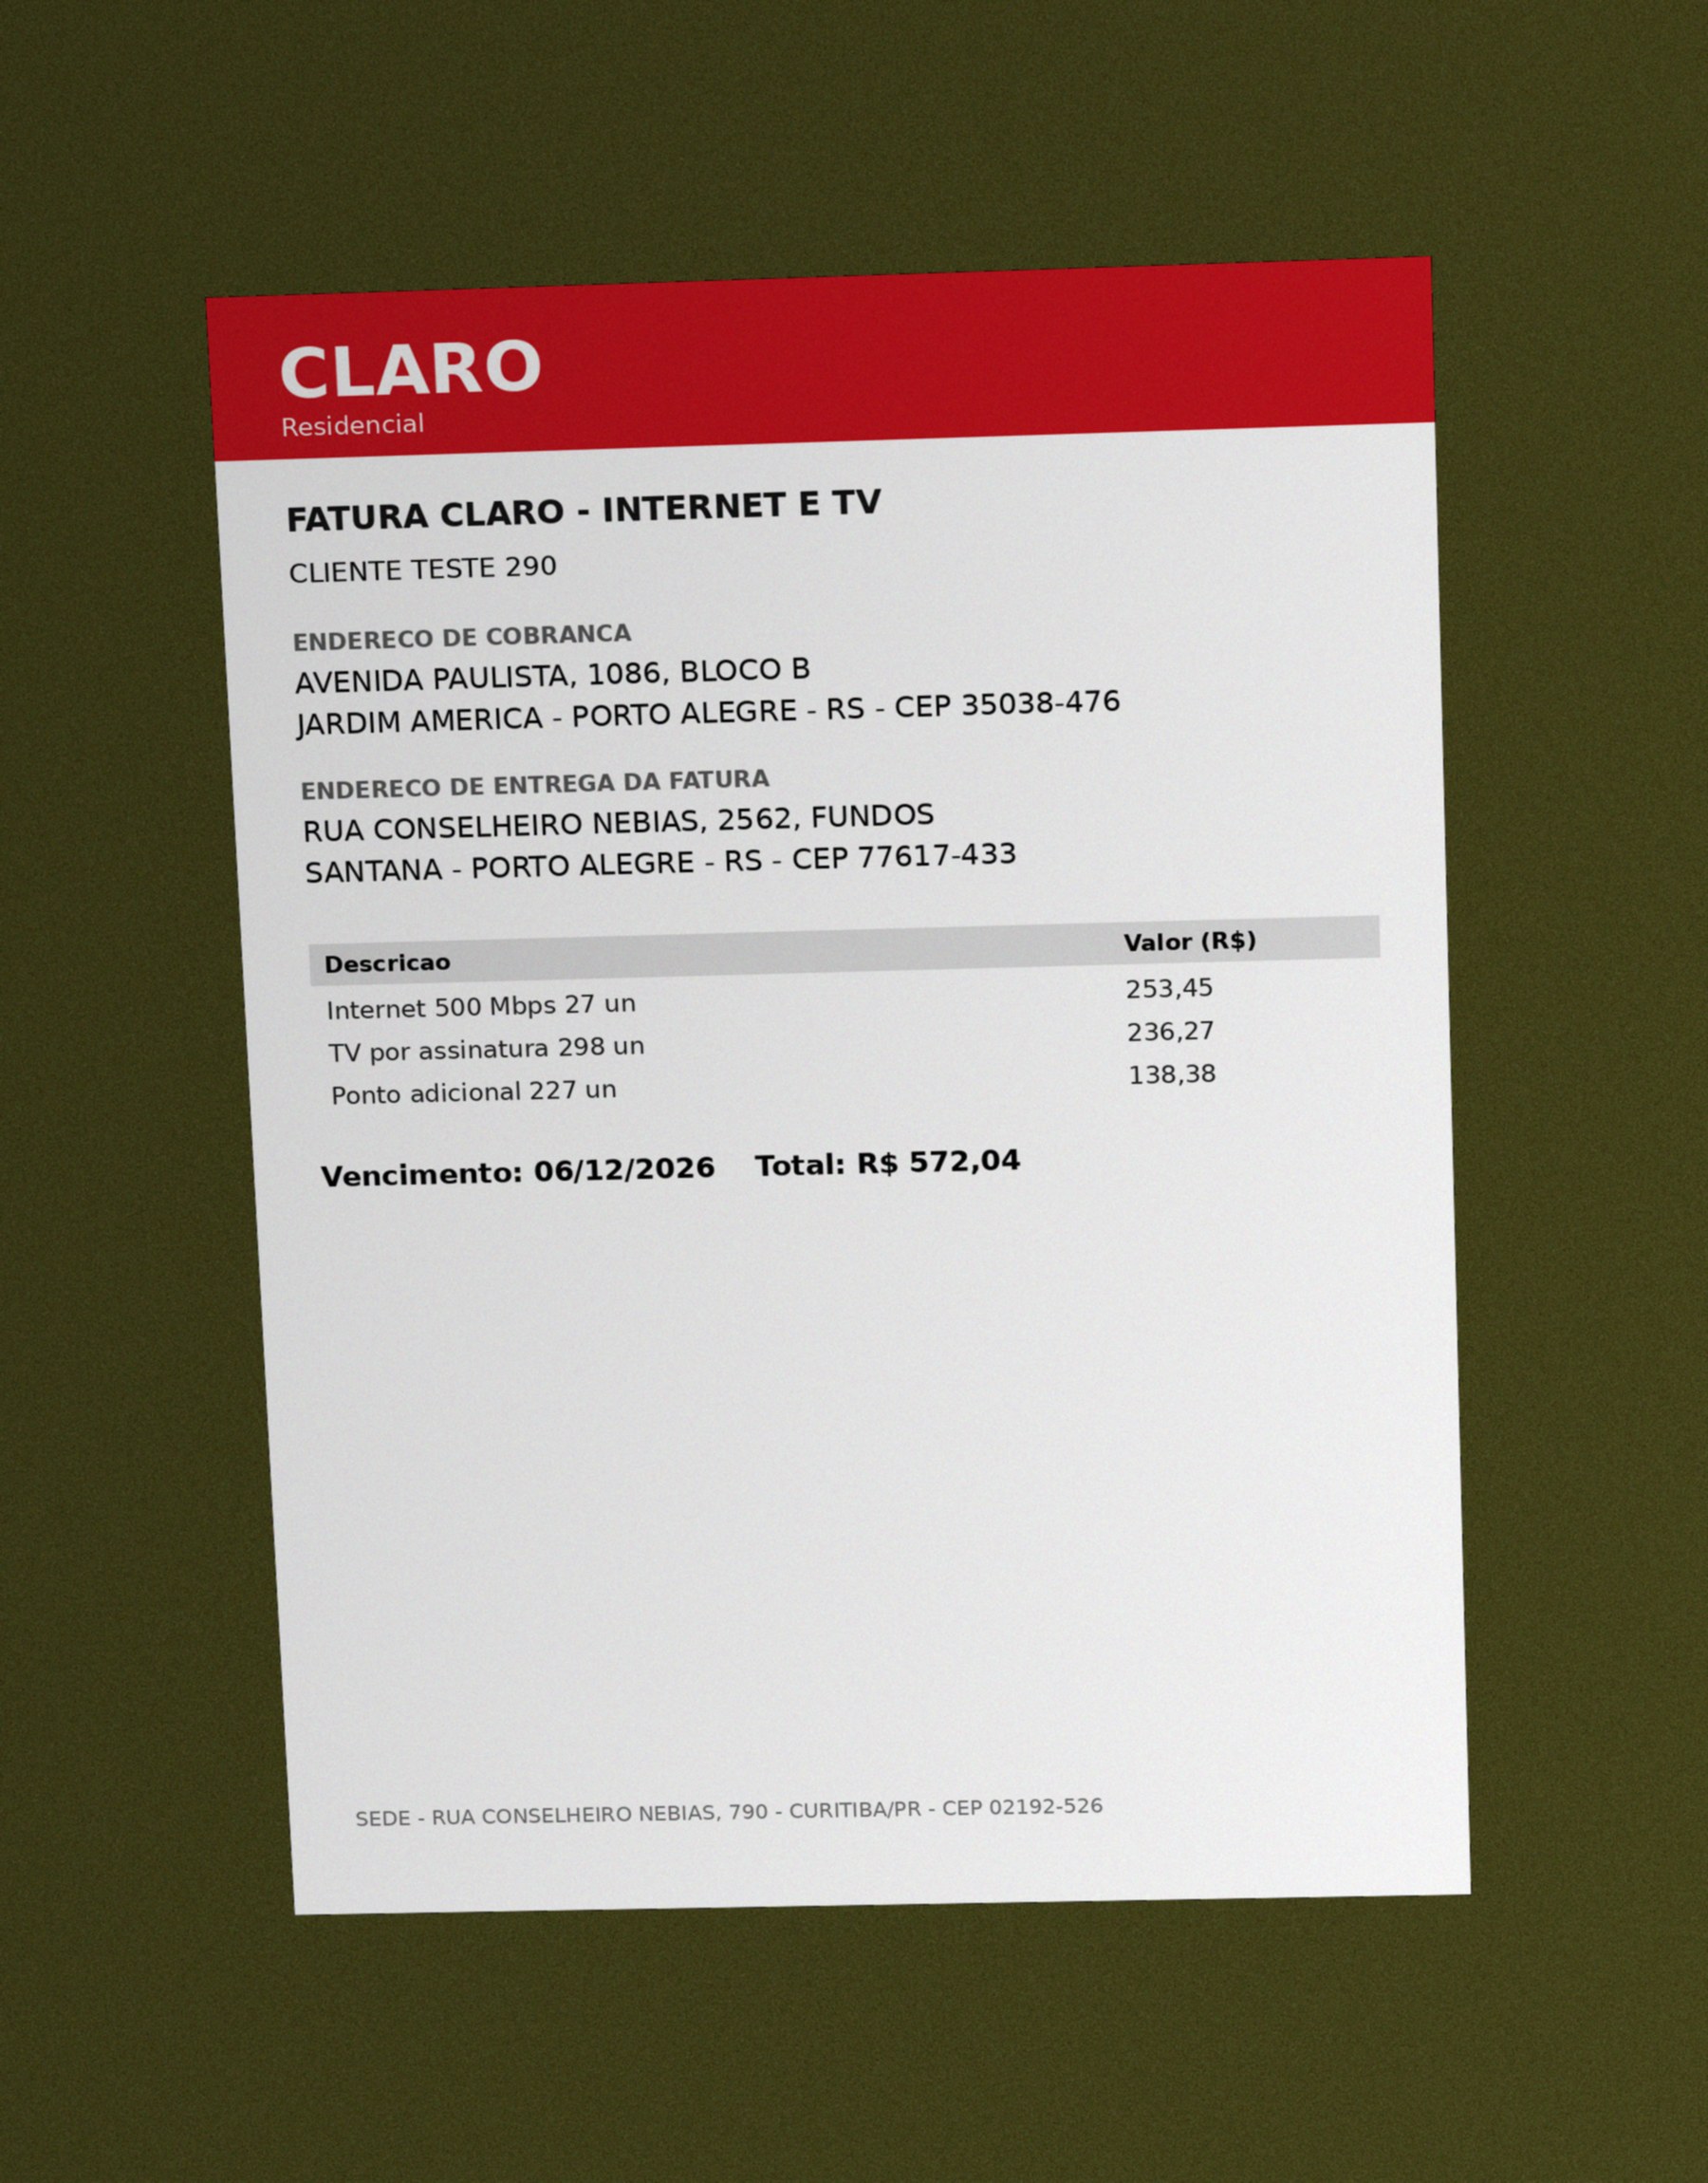 CLARO
Residencial
FATURA CLARO - INTERNET E TV
CLIENTE TESTE 290
ENDERECO DE COBRANCA
AVENIDA PAULISTA, 1086, BLOCO B
JARDIM AMERICA - PORTO ALEGRE - RS - CEP 35038-476
ENDERECO DE ENTREGA DA FATURA
RUA CONSELHEIRO NEBIAS, 2562, FUNDOS
SANTANA - PORTO ALEGRE - RS - CEP 77617-433
Descricao Valor (R$)
Internet 500 Mbps 27 un 253,45
TV por assinatura 298 un 236,27
Ponto adicional 227 un 138,38
Vencimento: 06/12/2026 Total: R$ 572,04
SEDE - RUA CONSELHEIRO NEBIAS, 790 - CURITIBA/PR - CEP 02192-526